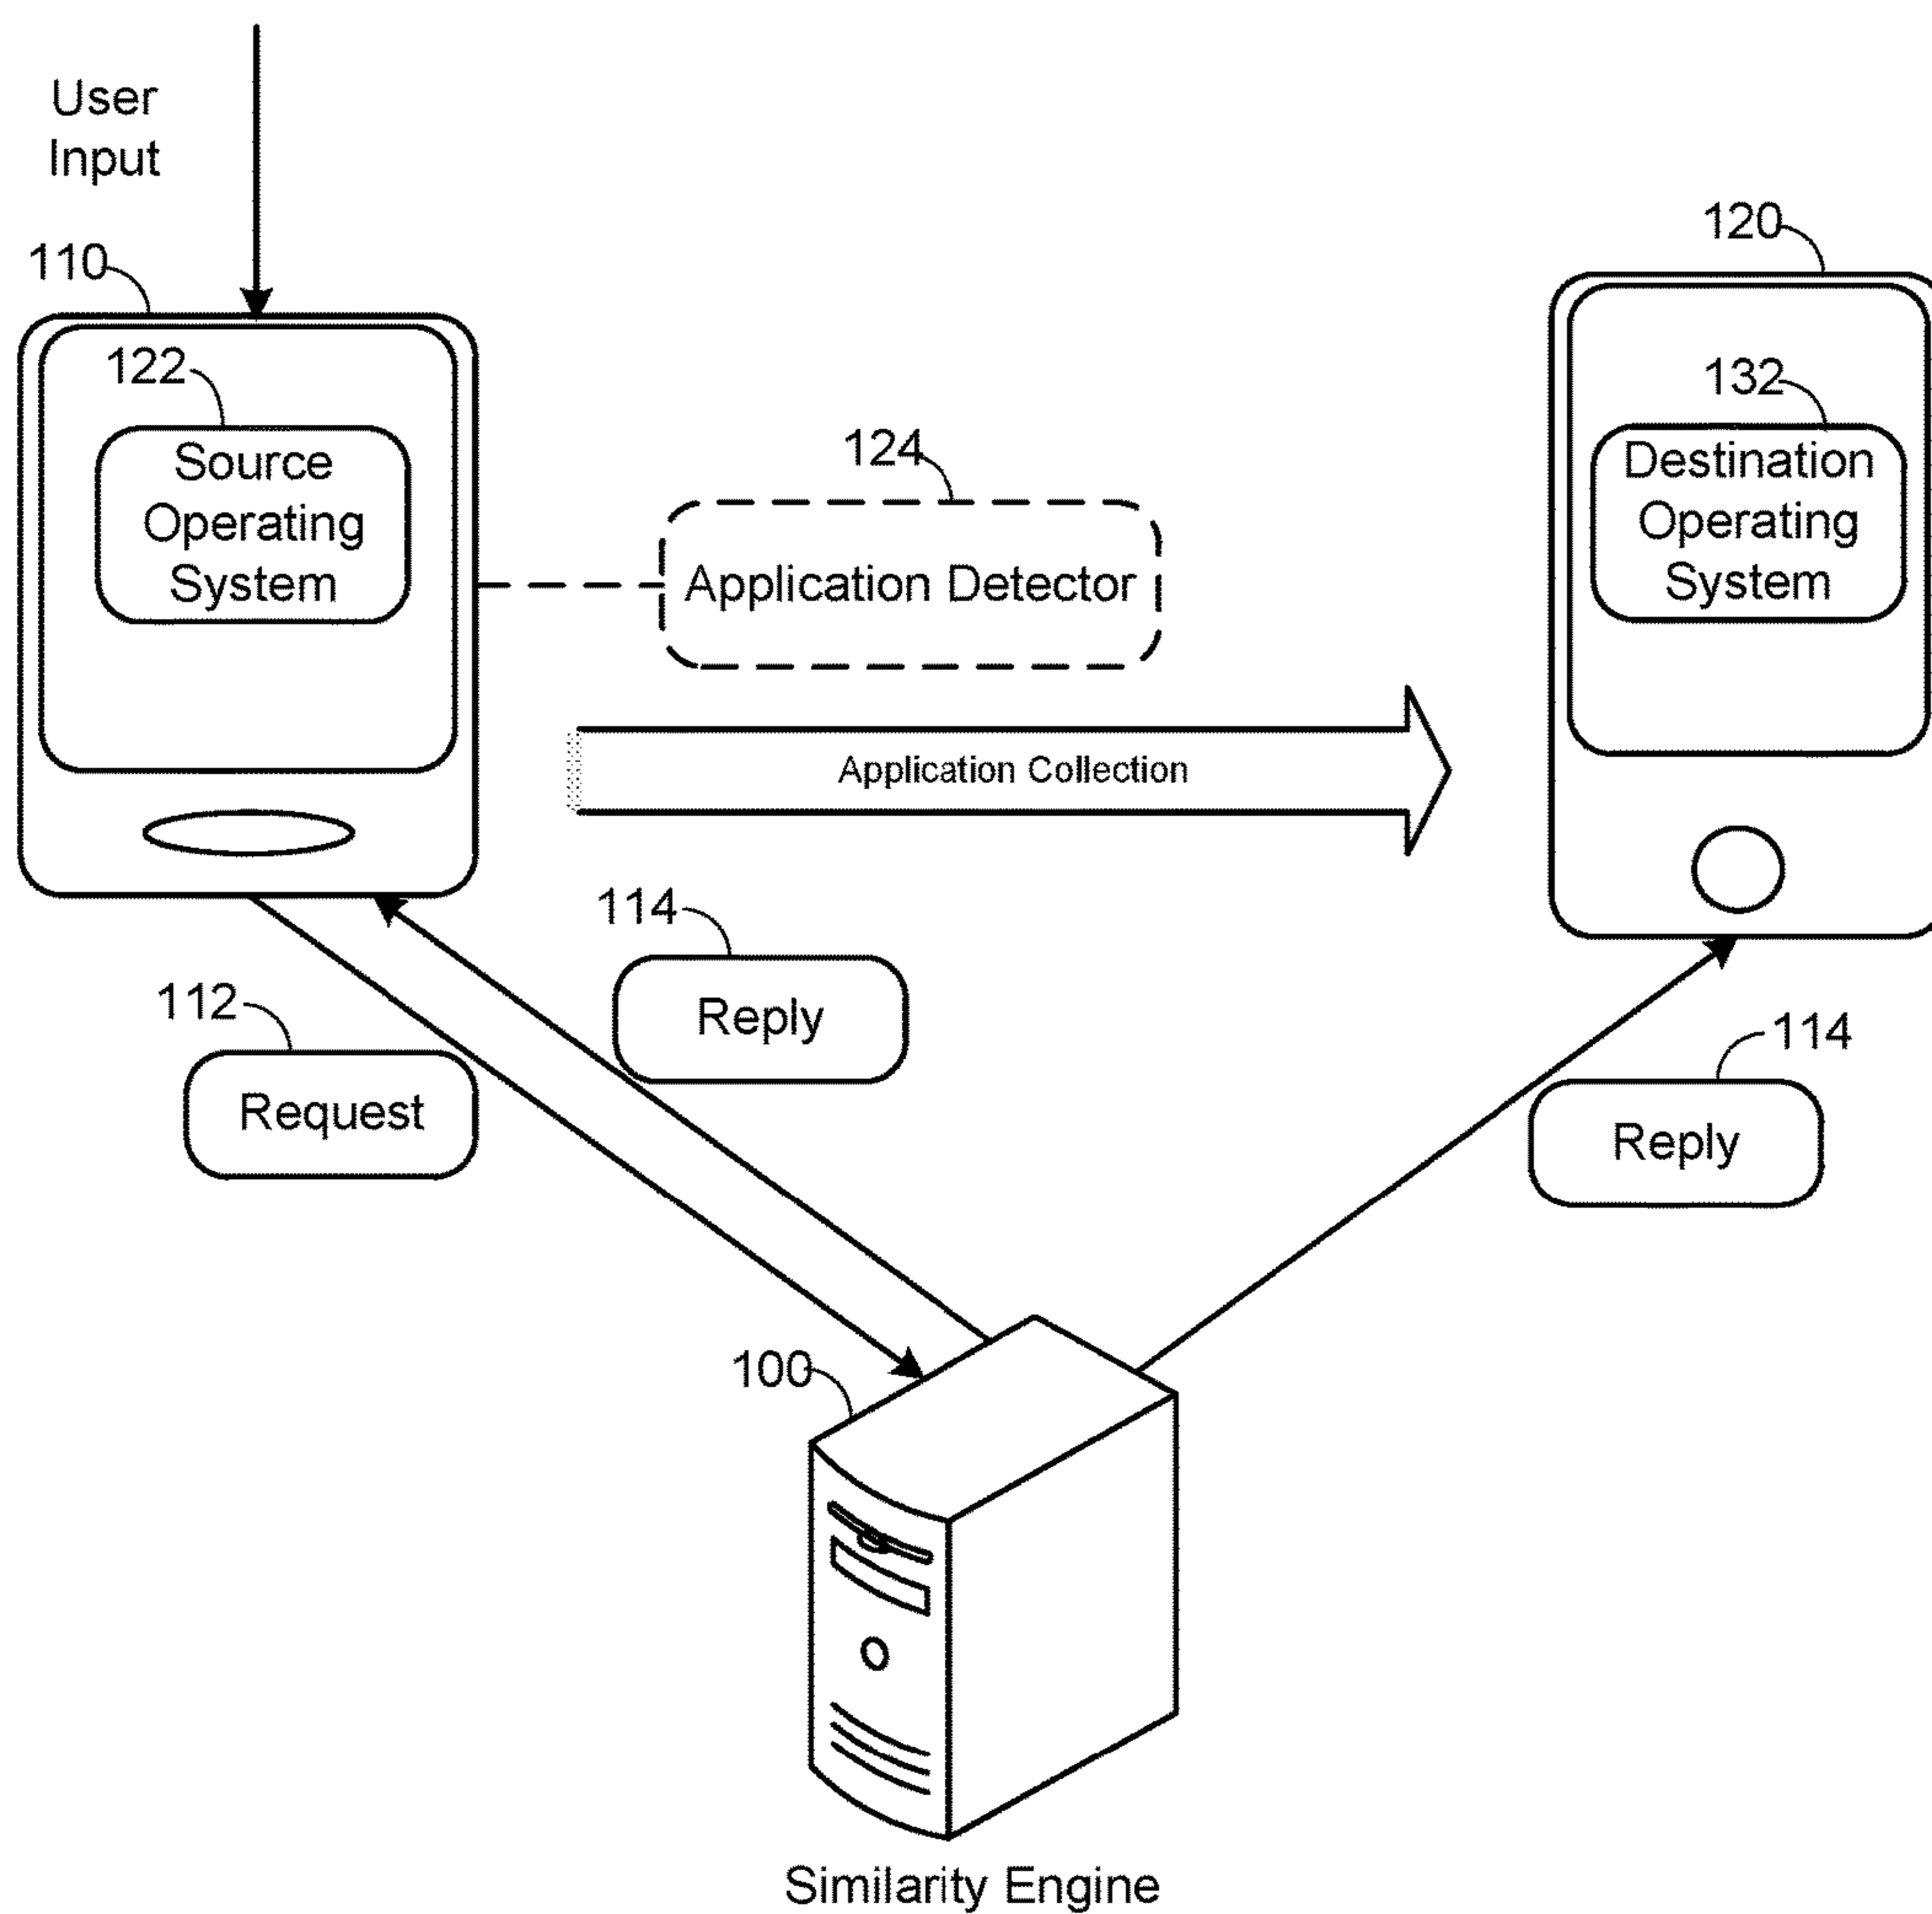 User
Input
110
120
122
Source
Operating
System
132
Destination
Operating
System
124
Application Detector
Application Collection
114
Reply
112
Request
114
Reply
100
Similarity Engine